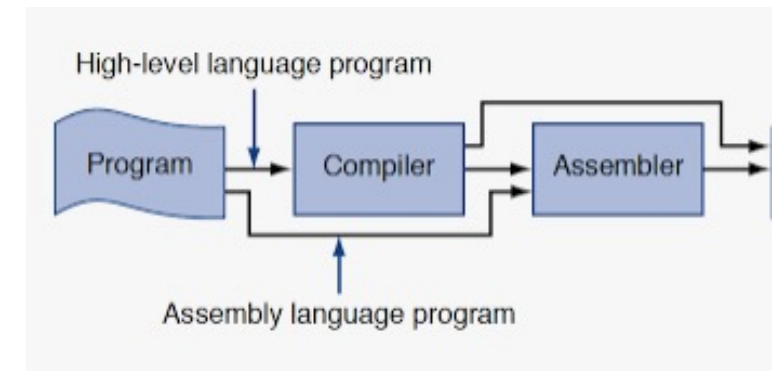 High-level language program
Program
Compiler
Assembler
Assembly language program